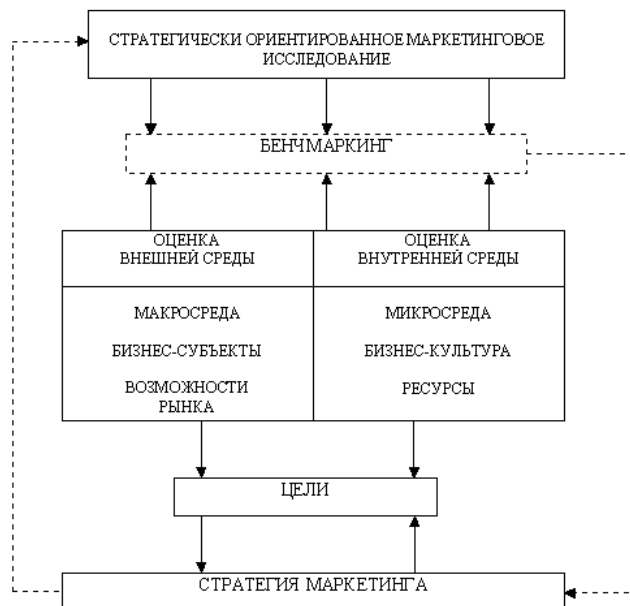 СТРАТЕГИЧЕСКИ ОРИЕНТИРОВАННОЕ МАРКЕТИНГОВОЕ
ИССЛЕДОВАНИЕ
БЕНЧМАРКИНГ
ОЦЕНКА
ВНЕШНЕЙ СРЕДЫ
ОЦЕНКА
ВНУТРЕННЕЙ СРЕДЫ
МАКРОСРЕДА
БИЗНЕС-СУБЪЕКТЫ
ВОЗМОЖНОСТИ
РЫНКА
МИКРОСРЕДА
БИЗНЕС-КУЛЬТУРА
РЕСУРСЫ
ЦЕЛИ
СТРАТЕГИЯ МАРКЕТИНГА